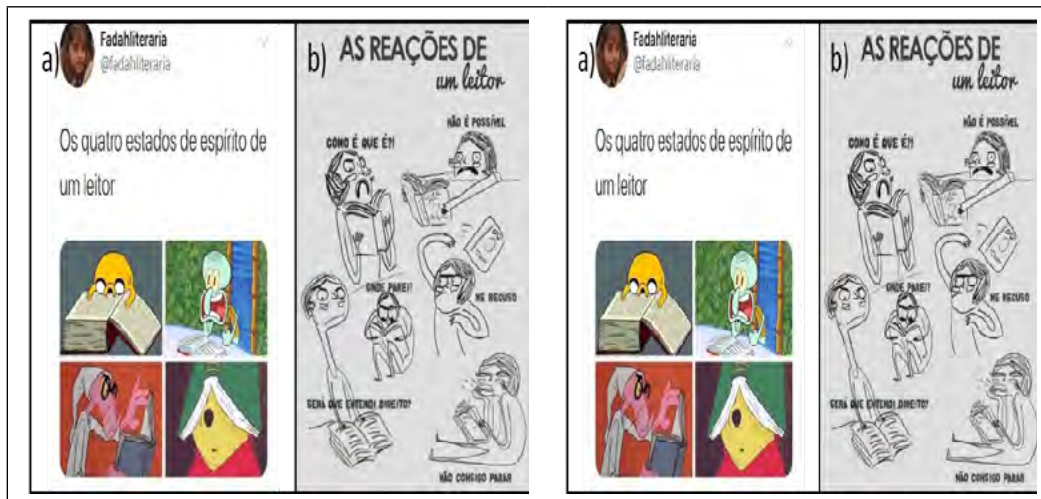 a)
Fadahliteraria
@fadahliteraria
Os quatro estados de espírito de
um leitor
b)
AS REAÇÕES DE
um leitor
NÃO É POSSÍVEL
COMO É QUE É?!
ONDE PAREI?
ME RECUSO
SERÁ QUE ENTENDI DIREITO?
NÃO CONSIGO PARAR
a)
Fadahliteraria
@fadahliteraria
Os quatro estados de espírito de
um leitor
b)
AS REAÇÕES DE
um leitor
NÃO É POSSÍVEL
COMO É QUE É?!
ONDE PAREI?
ME RECUSO
SERÁ QUE ENTENDI DIREITO?
NÃO CONSIGO PARAR